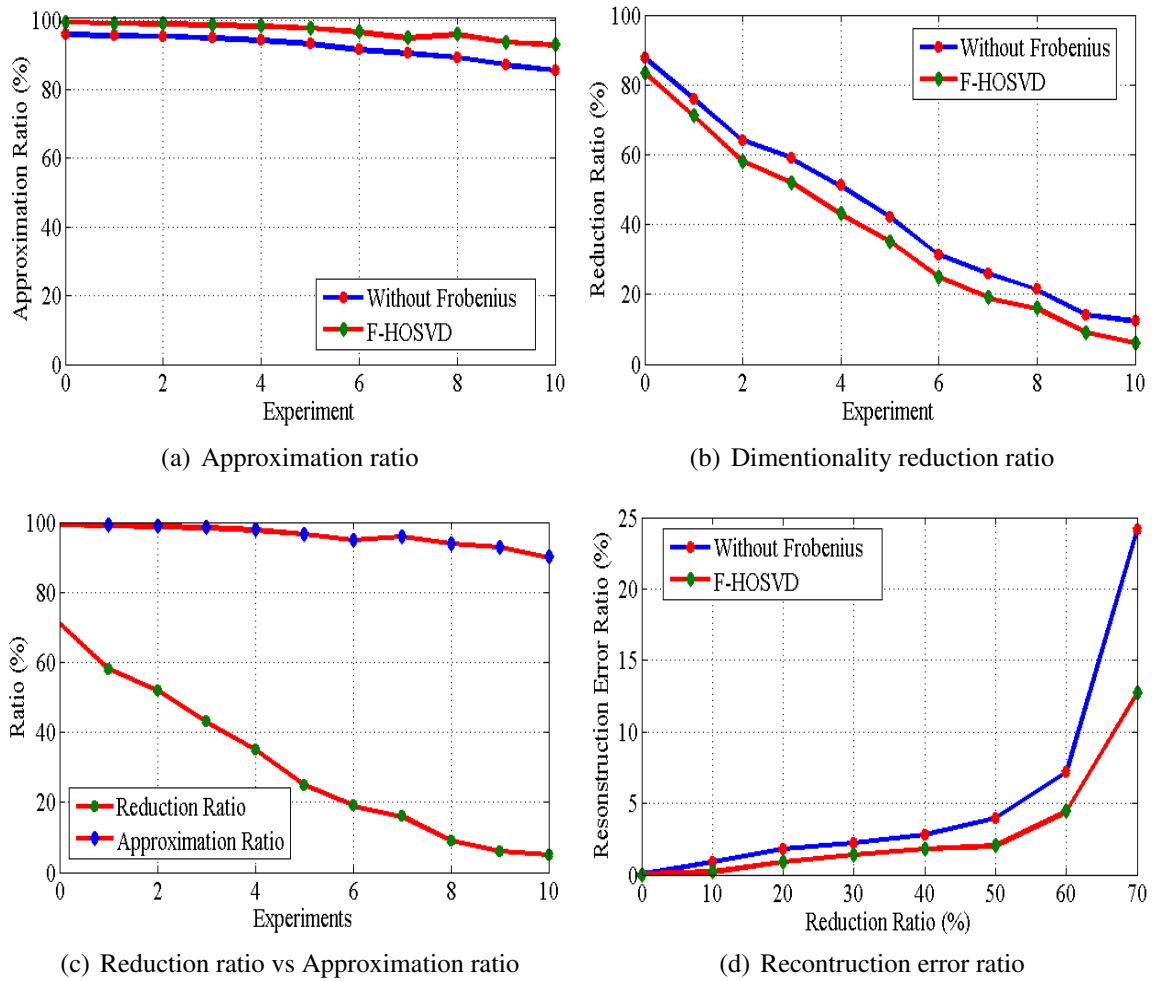 100
80
60
40
20
0
Approximation Ratio (%)
Without Frobenius
F-HOSVD
0 2 4 6 8 10
Experiment
(a) Approximation ratio
100
80
60
40
20
0
Reduction Ratio (%)
Without Frobenius
F-HOSVD
0 2 4 6 8 10
Experiment
(b) Dimentionality reduction ratio
100
80
60
40
20
0
Ratio (%)
Reduction Ratio
Approximation Ratio
0 2 4 6 8 10
Experiments
(c) Reduction ratio vs Approximation ratio
25
20
15
10
5
0
Resonstruction Error Ratio (%)
Without Frobenius
F-HOSVD
0 10 20 30 40 50 60 70
Reduction Ratio (%)
(d) Recontruction error ratio